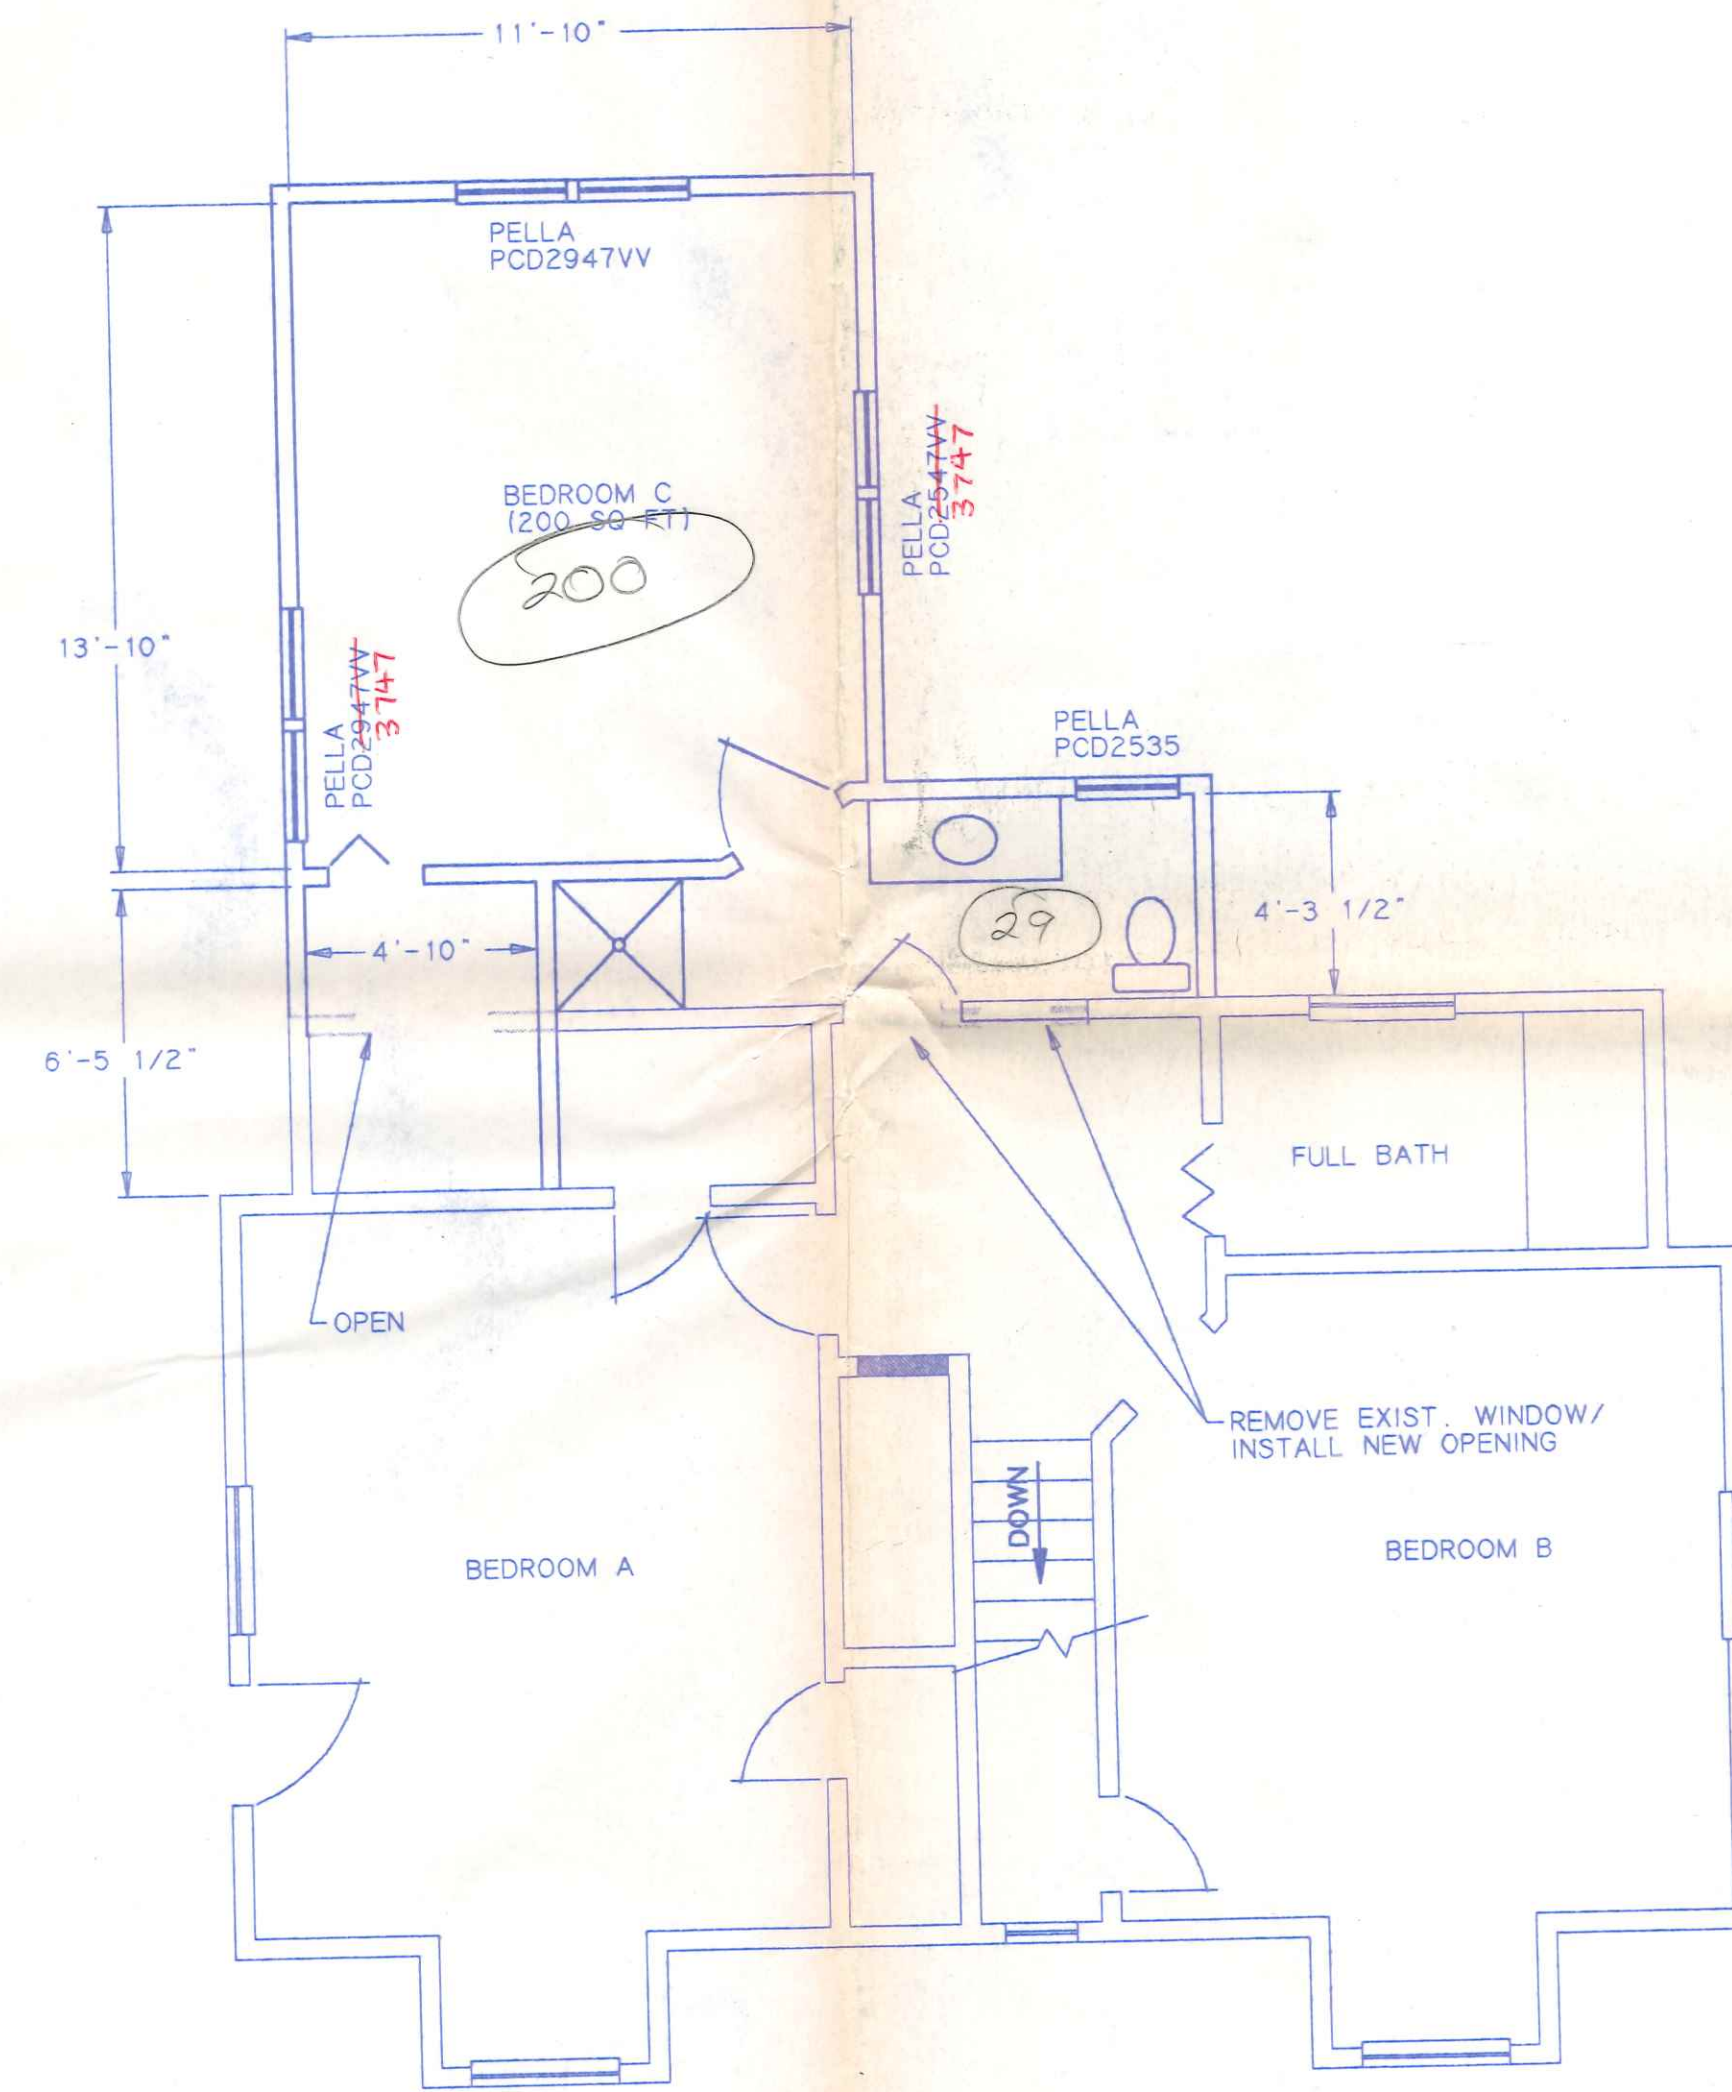 11'-10"
PELLA
PCD2947VV
13'-10"
BEDROOM C
(200 SQ FT)
200
PELLA
PCD2547VV
3747
PELLA
PCD2947VV
3747
PELLA
PCD2535
4'-3 1/2"
29
4'-10"
6'-5 1/2"
FULL BATH
OPEN
REMOVE EXIST. WINDOW/
INSTALL NEW OPENING
DOWN
BEDROOM A
BEDROOM B